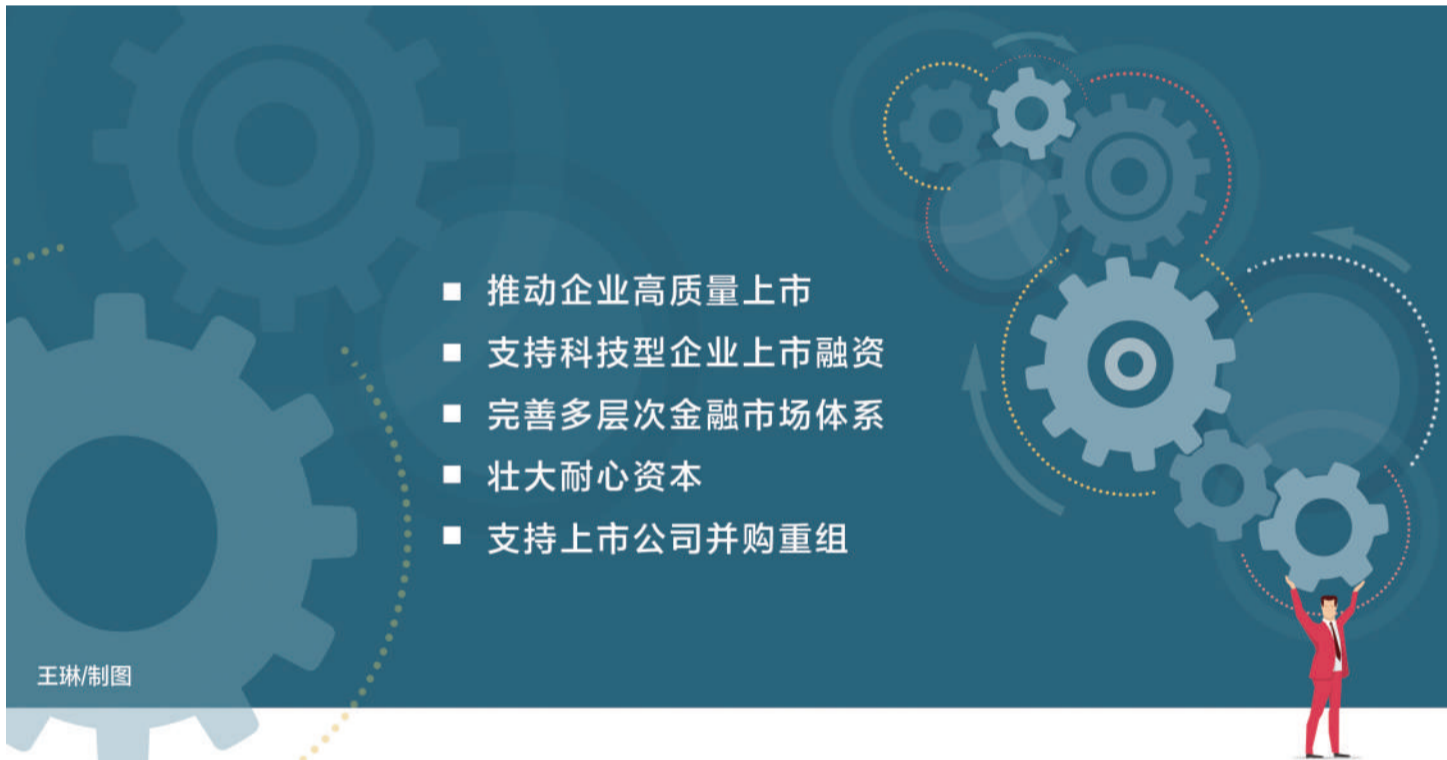 ■ 推动企业高质量上市
■ 支持科技型企业上市融资
■ 完善多层次金融市场体系
■ 壮大耐心资本
■ 支持上市公司并购重组
王琳/制图